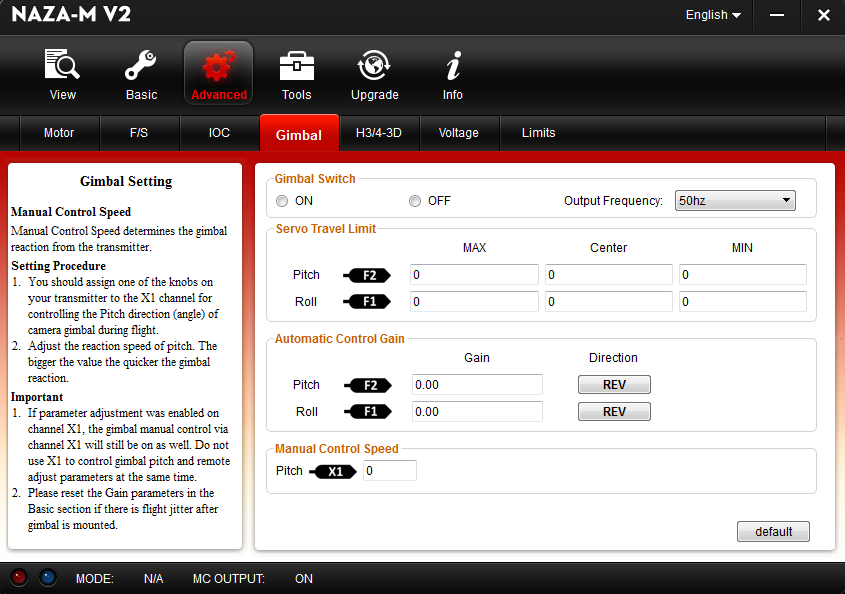 NAZA-M V2
English
View
Basic
Advanced
Tools
Upgrade
Info
Motor
F/S
IOC
Gimbal
H3/4-3D
Voltage
Limits
Gimbal Setting
Manual Control Speed
Manual Control Speed determines the gimbal
reaction from the transmitter.
Setting Procedure
1. You should assign one of the knobs on
your transmitter to the X1 channel for
controlling the Pitch direction (angle) of
camera gimbal during flight.
2. Adjust the reaction speed of pitch. The
bigger the value the quicker the gimbal
reaction.
Important
1. If parameter adjustment was enabled on
channel X1, the gimbal manual control via
channel X1 will still be on as well. Do not
use X1 to control gimbal pitch and remote
adjust parameters at the same time.
2. Please reset the Gain parameters in the
Basic section if there is flight jitter after
gimbal is mounted.
Gimbal Switch
ON OFF Output Frequency: 50hz
Servo Travel Limit
MAX Center MIN
Pitch F2 0 0 0
Roll F1 0 0 0
Automatic Control Gain
Gain Direction
Pitch F2 0.00 REV
Roll F1 0.00 REV
Manual Control Speed
Pitch X1 0
default
MODE: N/A MC OUTPUT: ON